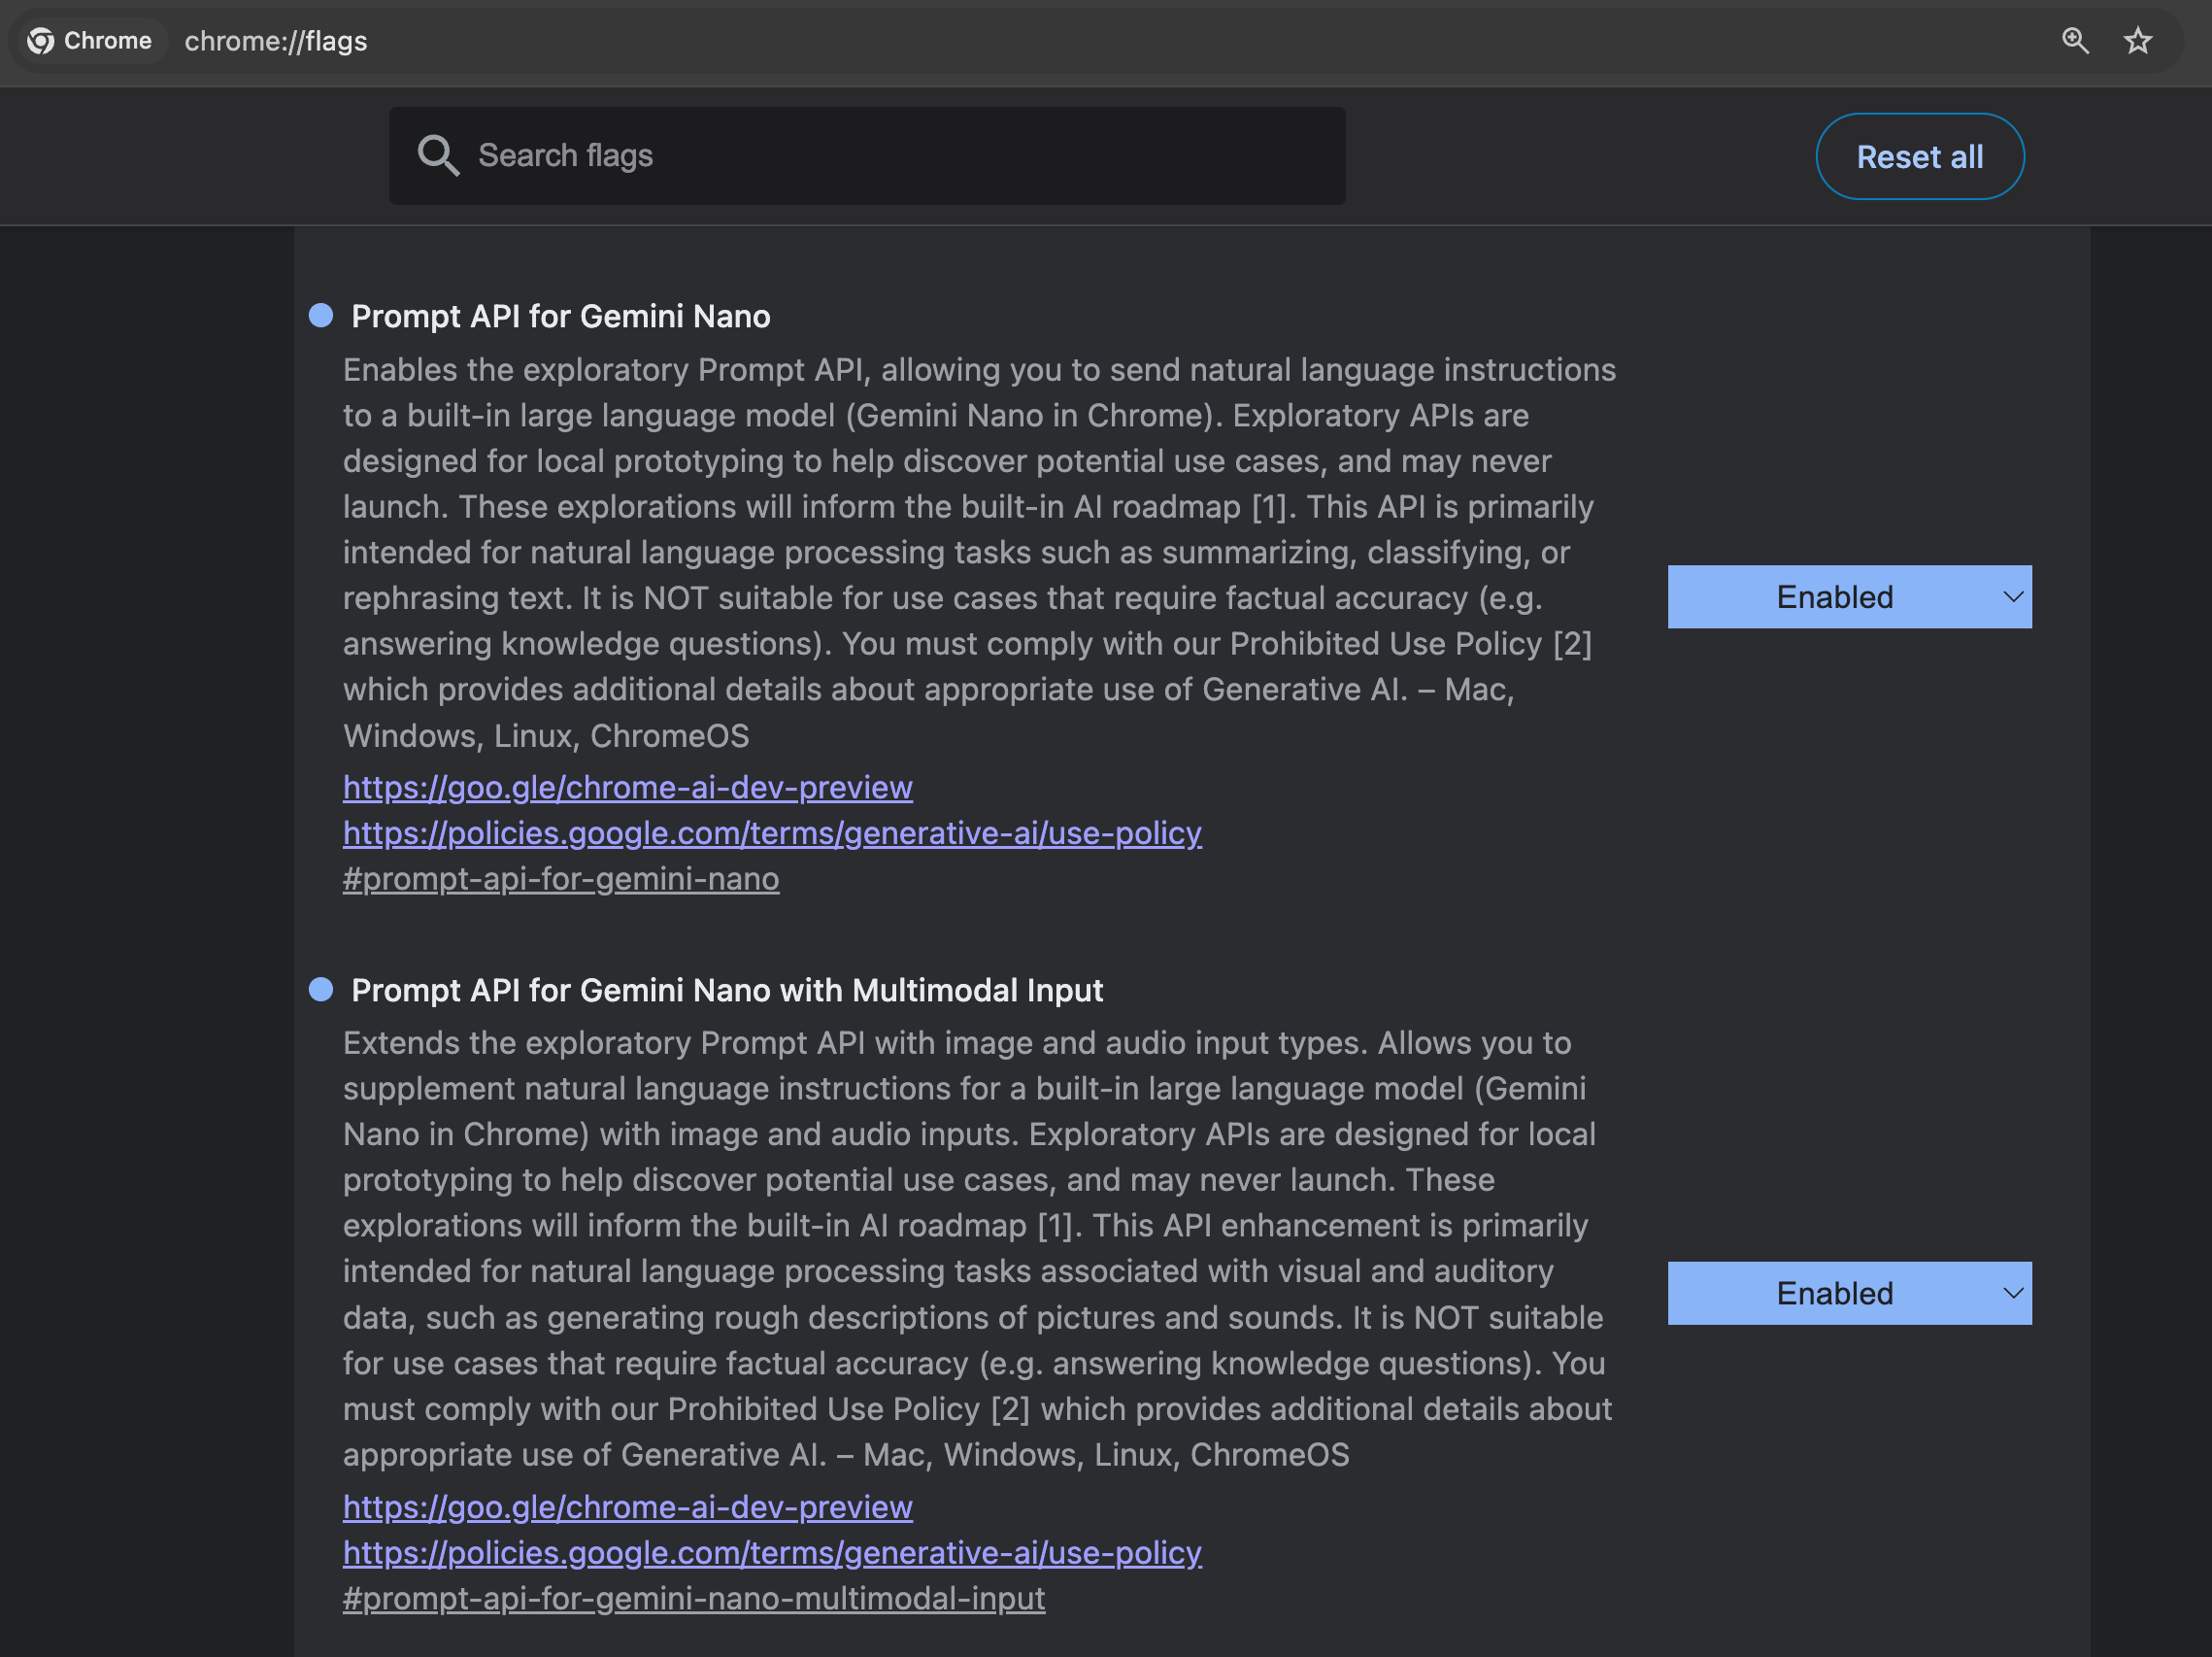 Chrome chrome://flags
Search flags
Reset all
Prompt API for Gemini Nano
Enables the exploratory Prompt API, allowing you to send natural language instructions
to a built-in large language model (Gemini Nano in Chrome). Exploratory APIs are
designed for local prototyping to help discover potential use cases, and may never
launch. These explorations will inform the built-in AI roadmap [1]. This API is primarily
intended for natural language processing tasks such as summarizing, classifying, or
rephrasing text. It is NOT suitable for use cases that require factual accuracy (e.g.
answering knowledge questions). You must comply with our Prohibited Use Policy [2]
which provides additional details about appropriate use of Generative AI. – Mac,
Windows, Linux, ChromeOS
https://goo.gle/chrome-ai-dev-preview
https://policies.google.com/terms/generative-ai/use-policy
#prompt-api-for-gemini-nano
Enabled
Prompt API for Gemini Nano with Multimodal Input
Extends the exploratory Prompt API with image and audio input types. Allows you to
supplement natural language instructions for a built-in large language model (Gemini
Nano in Chrome) with image and audio inputs. Exploratory APIs are designed for local
prototyping to help discover potential use cases, and may never launch. These
explorations will inform the built-in AI roadmap [1]. This API enhancement is primarily
intended for natural language processing tasks associated with visual and auditory
data, such as generating rough descriptions of pictures and sounds. It is NOT suitable
for use cases that require factual accuracy (e.g. answering knowledge questions). You
must comply with our Prohibited Use Policy [2] which provides additional details about
appropriate use of Generative AI. – Mac, Windows, Linux, ChromeOS
https://goo.gle/chrome-ai-dev-preview
https://policies.google.com/terms/generative-ai/use-policy
#prompt-api-for-gemini-nano-multimodal-input
Enabled